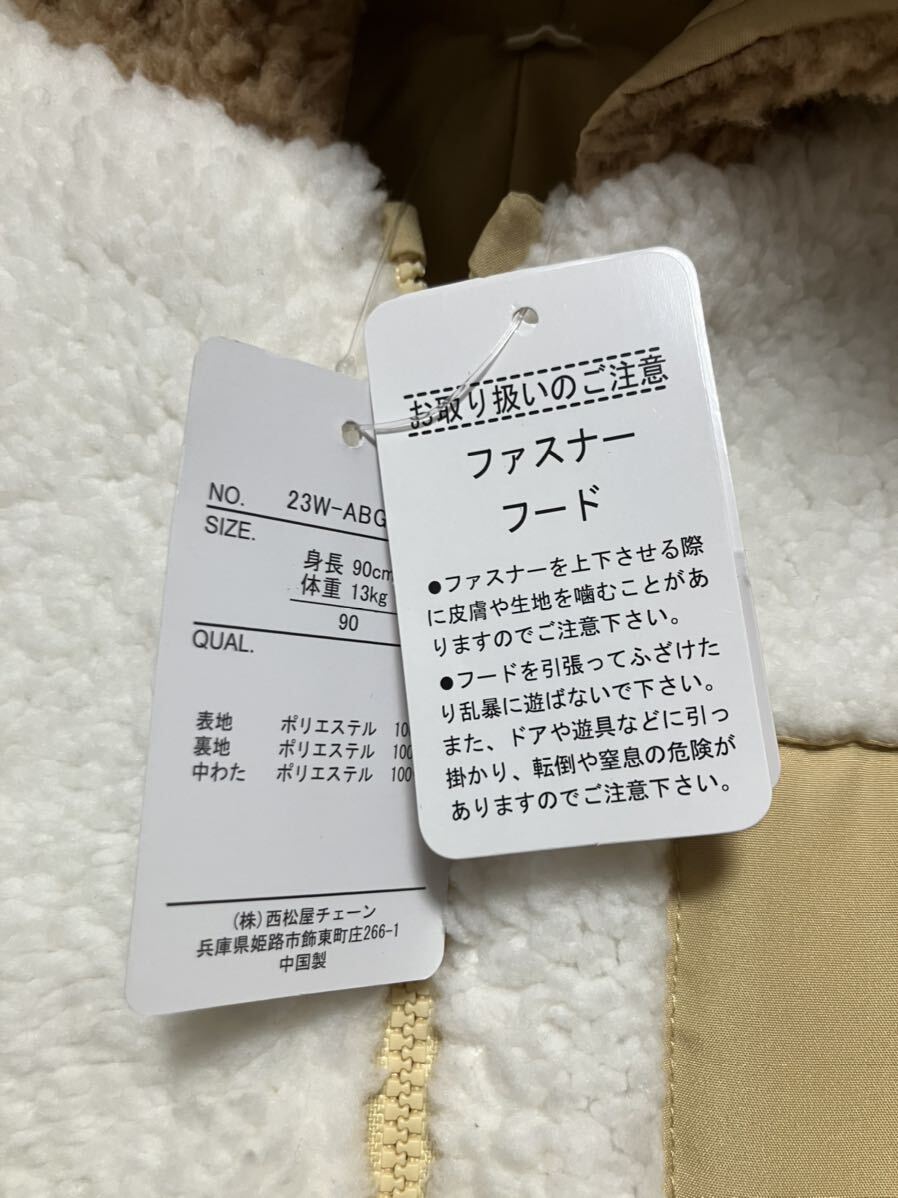 NO. 23W-ABG
SIZE.
身長 90cm
体重 13kg
90
QUAL.
表地 ポリエステル
裏地 ポリエステル 100
中わた ポリエステル 100
(株)西松屋チェーン
兵庫県姫路市飾東町庄266-1
中国製
お取り扱いのご注意
ファスナー
フード
●ファスナーを上下させる際
に皮膚や生地を噛むことがあ
りますのでご注意下さい。
●フードを引張ってふざけた
り乱暴に遊ばないで下さい。
また、ドアや遊具などに引っ
掛かり、転倒や窒息の危険が
ありますのでご注意下さい。